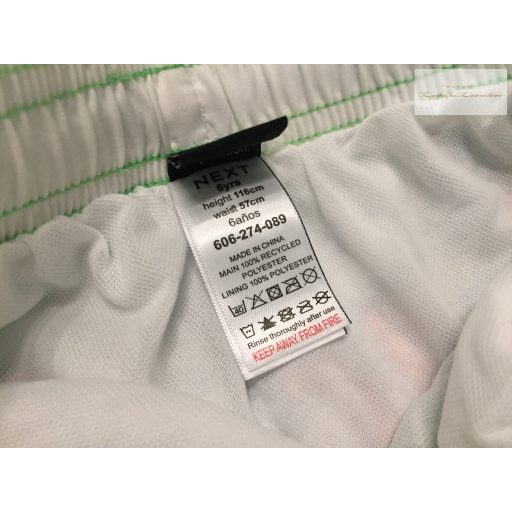 NEXT
6yrs
height 116cm
waist 57cm
6años
606-274-089
MADE IN CHINA
MAIN 100% RECYCLED
POLYESTER
LINING 100% POLYESTER
40
Rinse thoroughly after use
KEEP AWAY FROM FIRE